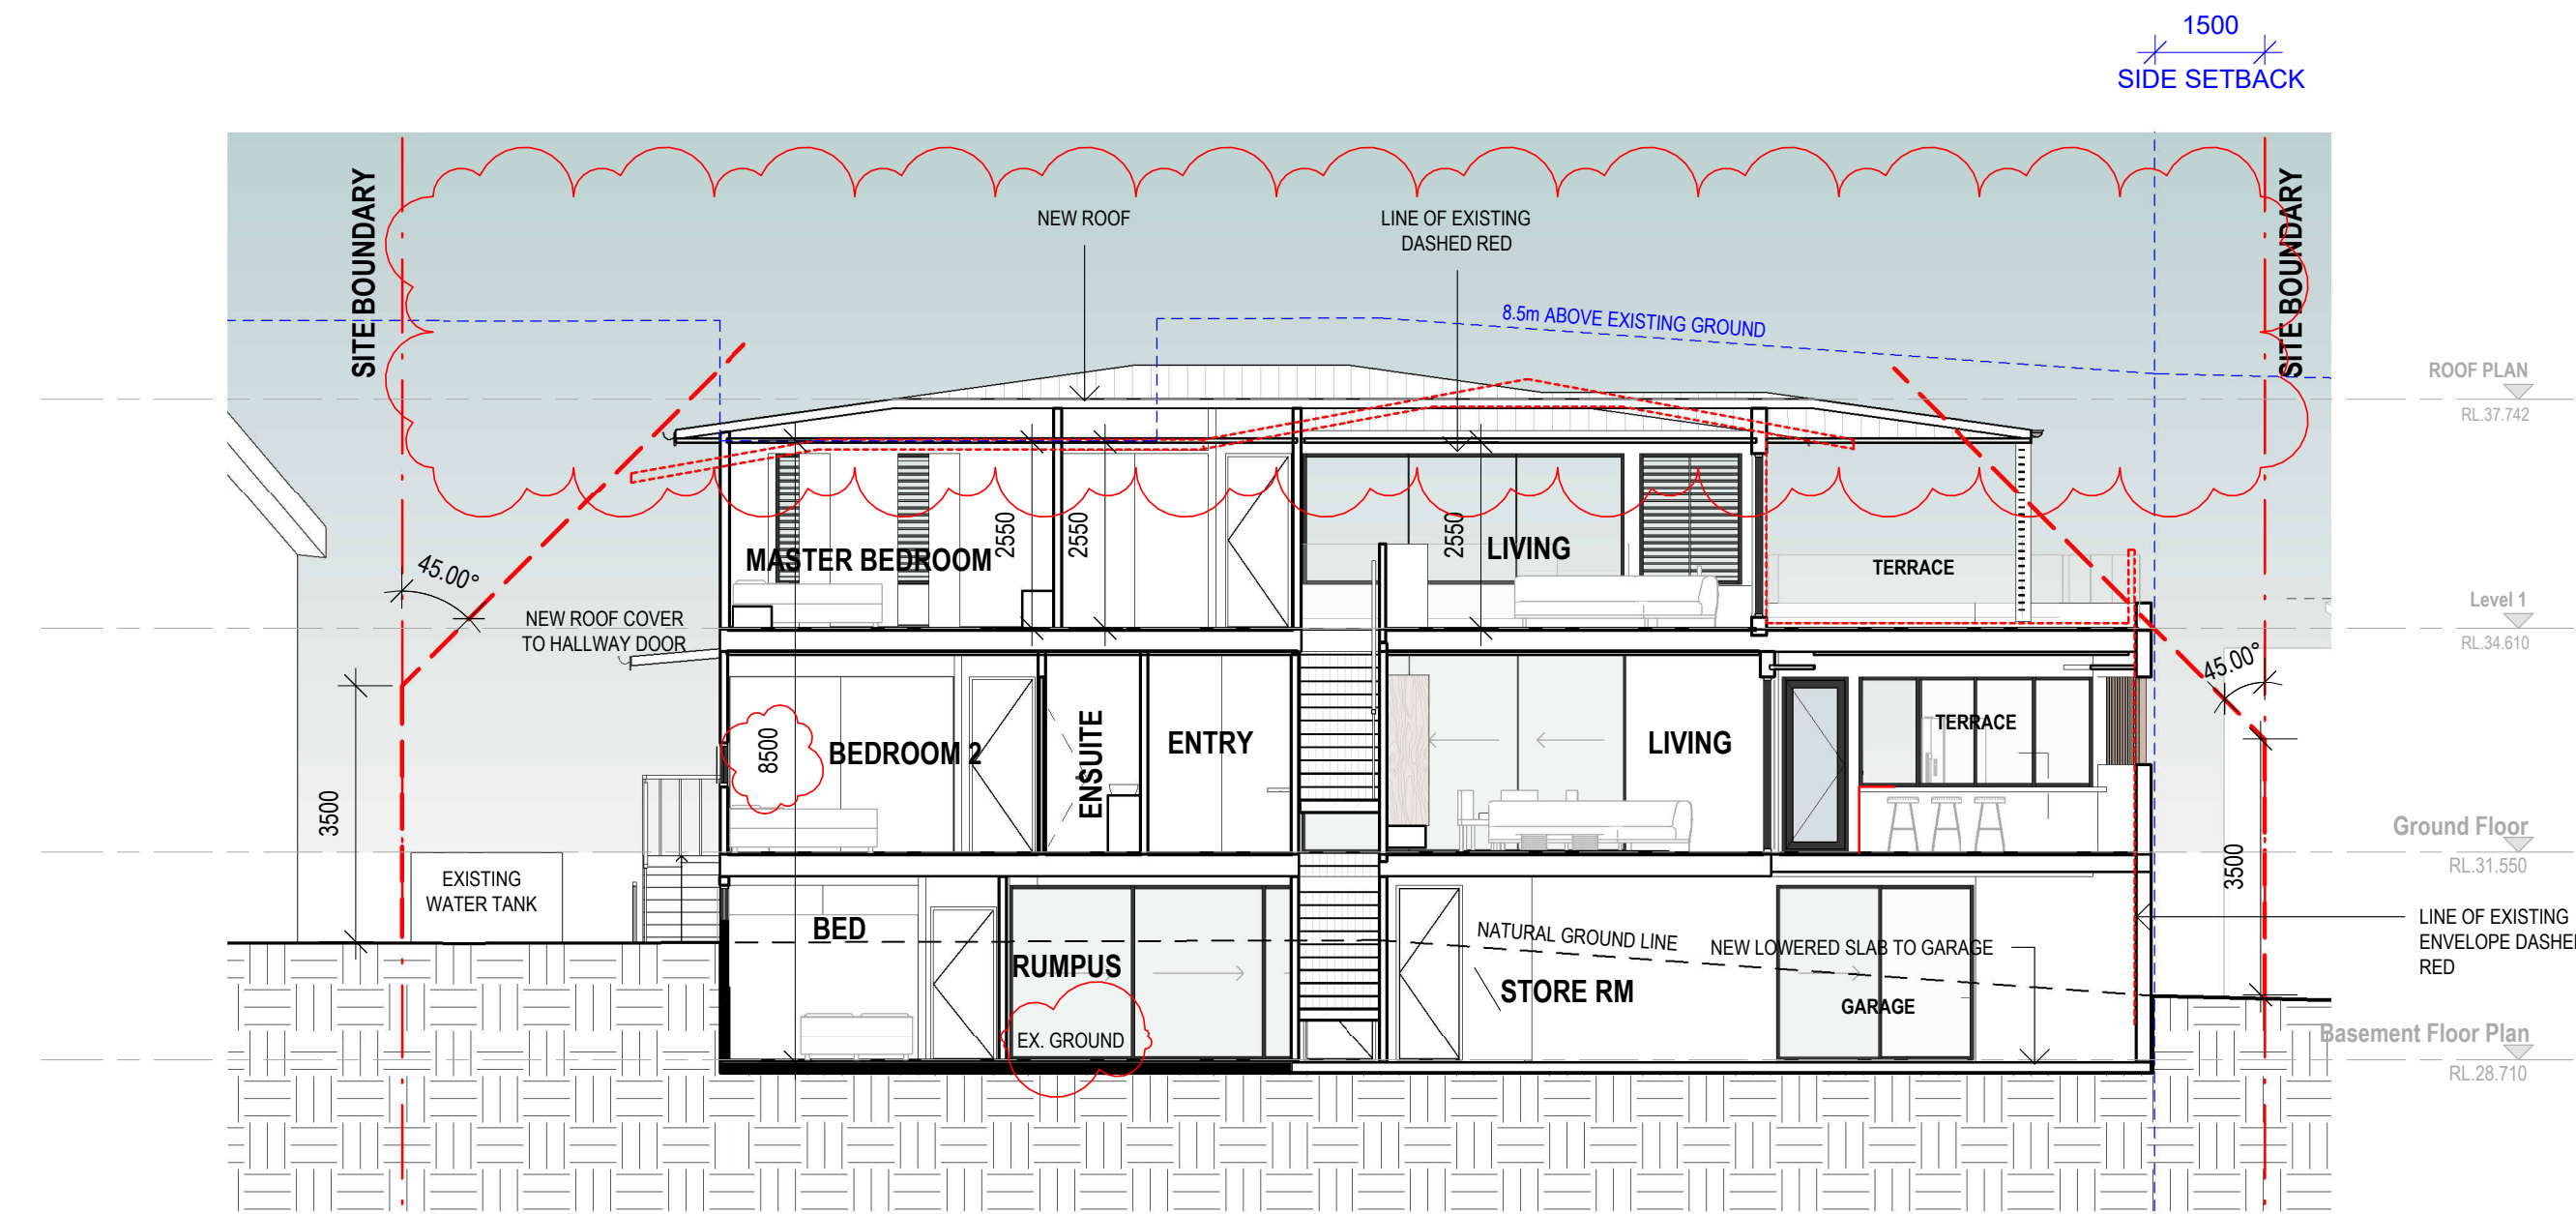 1500
SIDE SETBACK
SITE BOUNDARY
SITE BOUNDARY
NEW ROOF
LINE OF EXISTING
DASHED RED
8.5m ABOVE EXISTING GROUND
ROOF PLAN
RL.37.742
45.00°
MASTER BEDROOM
2550
2550
2550
LIVING
TERRACE
NEW ROOF COVER
TO HALLWAY DOOR
Level 1
RL.34.610
45.00°
3500
8500
BEDROOM 2
ENSUITE
ENTRY
LIVING
TERRACE
Ground Floor
RL.31.550
3500
EXISTING
WATER TANK
BED
RUMPUS
EX. GROUND
NATURAL GROUND LINE
NEW LOWERED SLAB TO GARAGE
STORE RM
GARAGE
LINE OF EXISTING
ENVELOPE DASHE
RED
Basement Floor Plan
RL.28.710